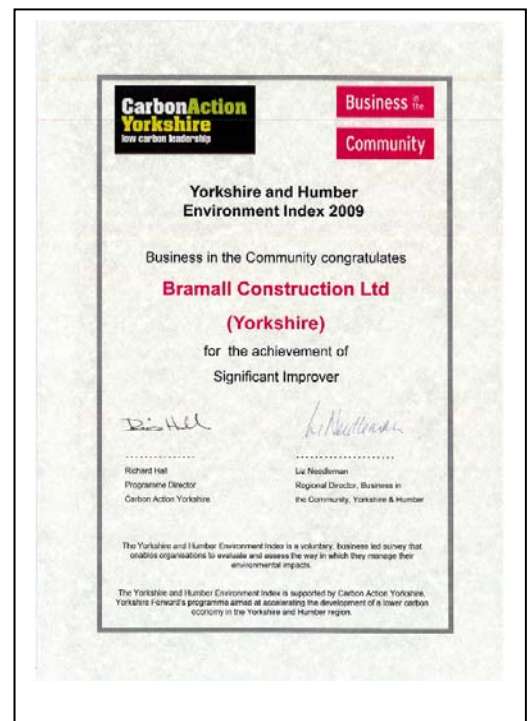 CarbonAction
Yorkshire
low carbon leadership
Business in the
Community
Yorkshire and Humber
Environment Index 2009
Business in the Community congratulates
Bramall Construction Ltd
(Yorkshire)
for the achievement of
Significant Improver
Richard Hall
Programme Director
Carbon Action Yorkshire
Liz Needleman
Regional Director, Business in
the Community, Yorkshire & Humber
The Yorkshire and Humber Environment Index is a voluntary, business led survey that
enables organisations to evaluate and assess the way in which they manage their
environmental impacts.
The Yorkshire and Humber Environment Index is supported by Carbon Action Yorkshire,
Yorkshire Forward's programme aimed at accelerating the development of a lower carbon
economy in the Yorkshire and Humber region.